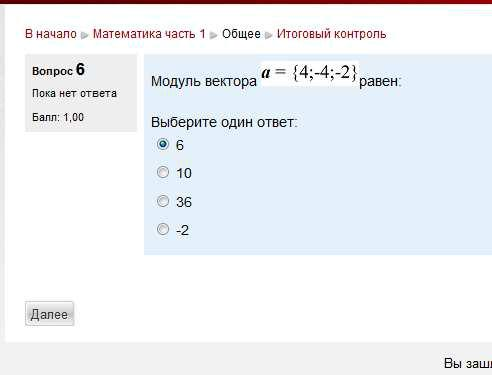 В начало Математика часть 1 Общее Итоговый контроль
Вопрос 6
Пока нет ответа
Балл: 1,00
Модуль вектора a = {4;-4;-2} равен:
Выберите один ответ:
6
10
36
-2
Далее
Вы